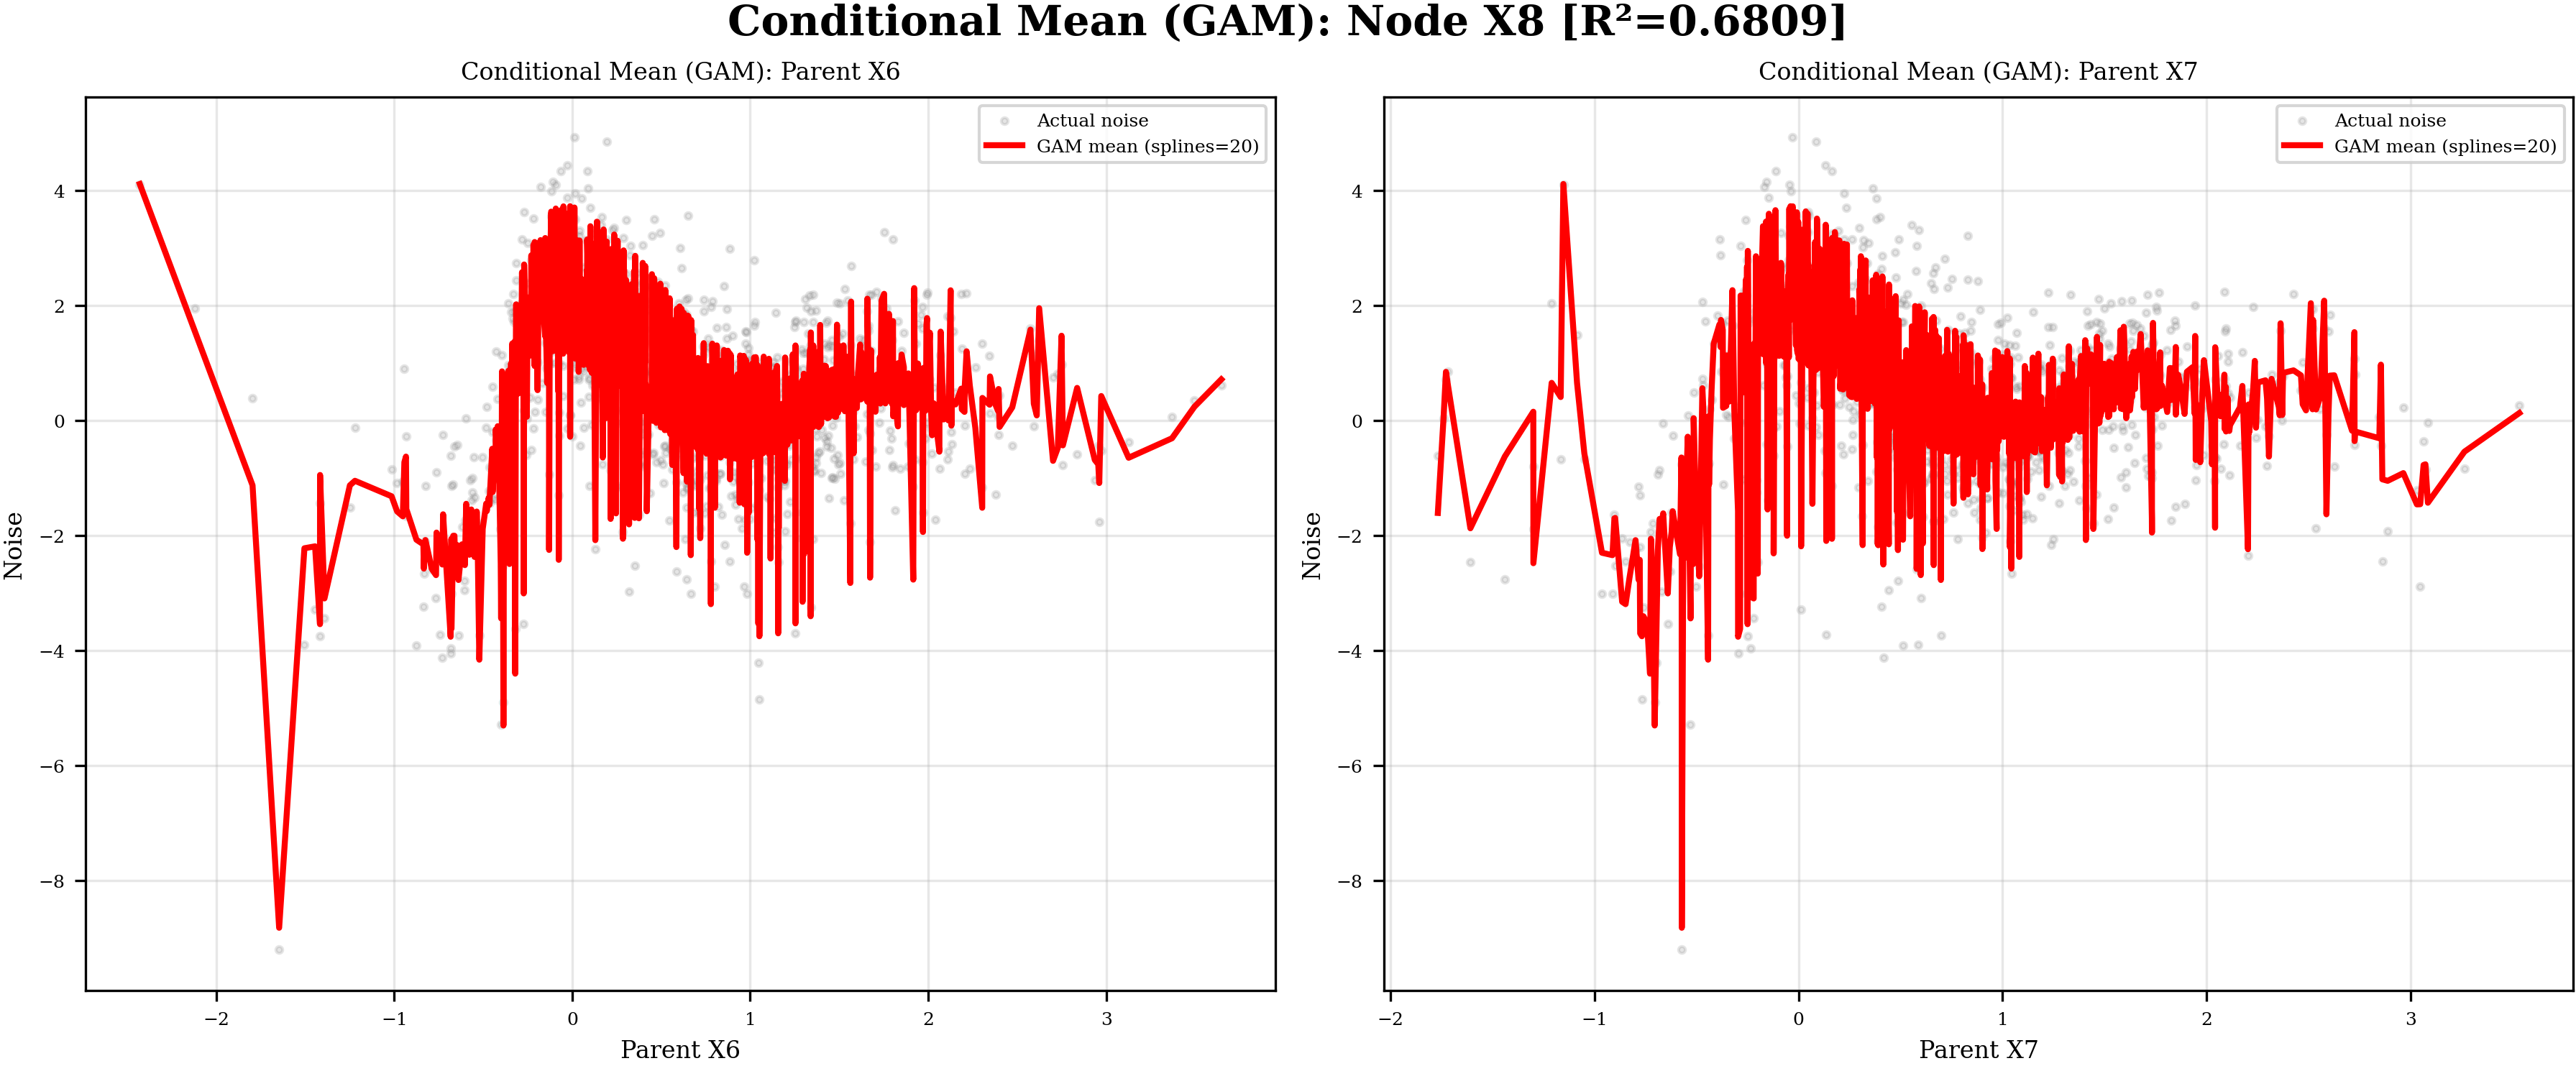 Conditional Mean (GAM): Node X8 [R²=0.6809]
Conditional Mean (GAM): Parent X6
Actual noise
GAM mean (splines=20)
4
2
0
−2
−4
−6
−8
Noise
−2 −1 0 1 2 3
Parent X6
Conditional Mean (GAM): Parent X7
Actual noise
GAM mean (splines=20)
4
2
0
−2
−4
−6
−8
Noise
−2 −1 0 1 2 3
Parent X7